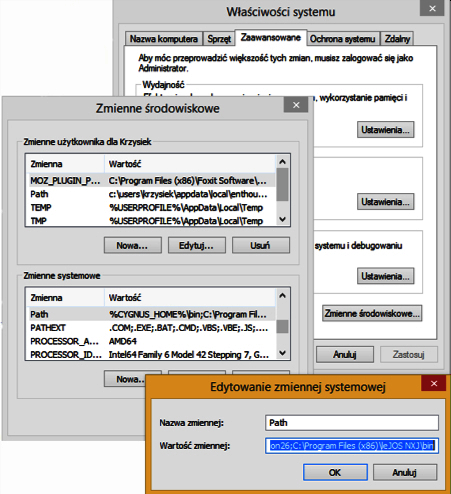 Właściwości systemu
Nazwa komputera Sprzęt Zaawansowane Ochrona systemu Zdalny
Aby móc przeprowadzić większość tych zmian, musisz zalogować się jako
Administrator.
Wydajność
, wykorzystanie pamięci i
Ustawienia...
Ustawienia...
systemu i debugowaniu
Ustawienia...
Zmienne środowiskowe...
Anuluj Zastosuj
Zmienne środowiskowe
Zmienne użytkownika dla Krzysiek
Zmienna Wartość
MOZ_PLUGIN_P... C:\Program Files (x86)\Foxit Software\...
Path c:\users\krzysiek\appdata\local\enthou...
TEMP %USERPROFILE%\AppData\Local\Temp
TMP %USERPROFILE%\AppData\Local\Temp
Nowa... Edytuj... Usuń
Zmienne systemowe
Zmienna Wartość
Path %CYGNUS_HOME%\bin;C:\Program Fil...
PATHEXT .COM;.EXE;.BAT;.CMD;.VBS;.VBE;.JS;....
PROCESSOR_A... AMD64
PROCESSOR_ID... Intel64 Family 6 Model 42 Stepping 7, G...
Nowa...
Edytowanie zmiennej systemowej
Nazwa zmiennej: Path
Wartość zmiennej: on26;C:\Program Files (x86)\leJOS NXJ\bin
OK Anuluj